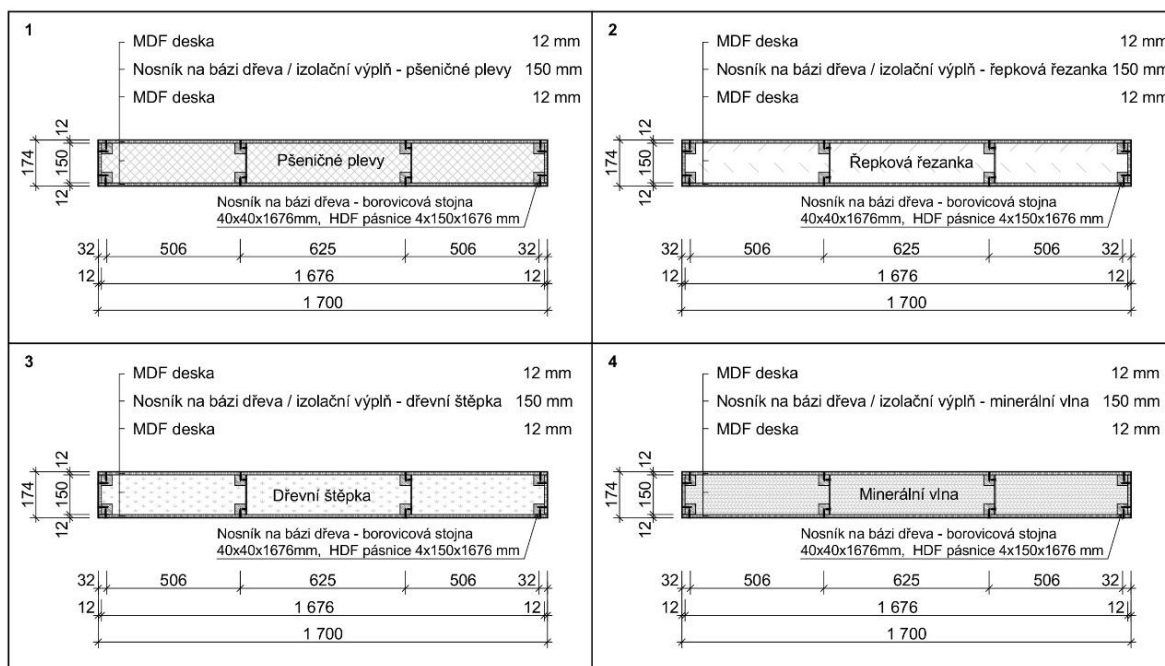 1
MDF deska 12 mm
Nosník na bázi dřeva / izolační výplň - pšeničné plevy 150 mm
MDF deska 12 mm
12
174
150
12
Pšeničné plevy
Nosník na bázi dřeva - borovicová stojna
40x40x1676mm, HDF pásnice 4x150x1676 mm
32 506 625 506 32
12 1 676 12
1 700
2
MDF deska 12 mm
Nosník na bázi dřeva / izolační výplň - řepková řezanka 150 mm
MDF deska 12 mm
12
174
150
12
Řepková řezanka
Nosník na bázi dřeva - borovicová stojna
40x40x1676mm, HDF pásnice 4x150x1676 mm
32 506 625 506 32
12 1 676 12
1 700
3
MDF deska 12 mm
Nosník na bázi dřeva / izolační výplň - dřevní štěpka 150 mm
MDF deska 12 mm
12
174
150
12
Dřevní štěpka
Nosník na bázi dřeva - borovicová stojna
40x40x1676mm, HDF pásnice 4x150x1676 mm
32 506 625 506 32
12 1 676 12
1 700
4
MDF deska 12 mm
Nosník na bázi dřeva / izolační výplň - minerální vlna 150 mm
MDF deska 12 mm
12
174
150
12
Minerální vlna
Nosník na bázi dřeva - borovicová stojna
40x40x1676mm, HDF pásnice 4x150x1676 mm
32 506 625 506 32
12 1 676 12
1 700